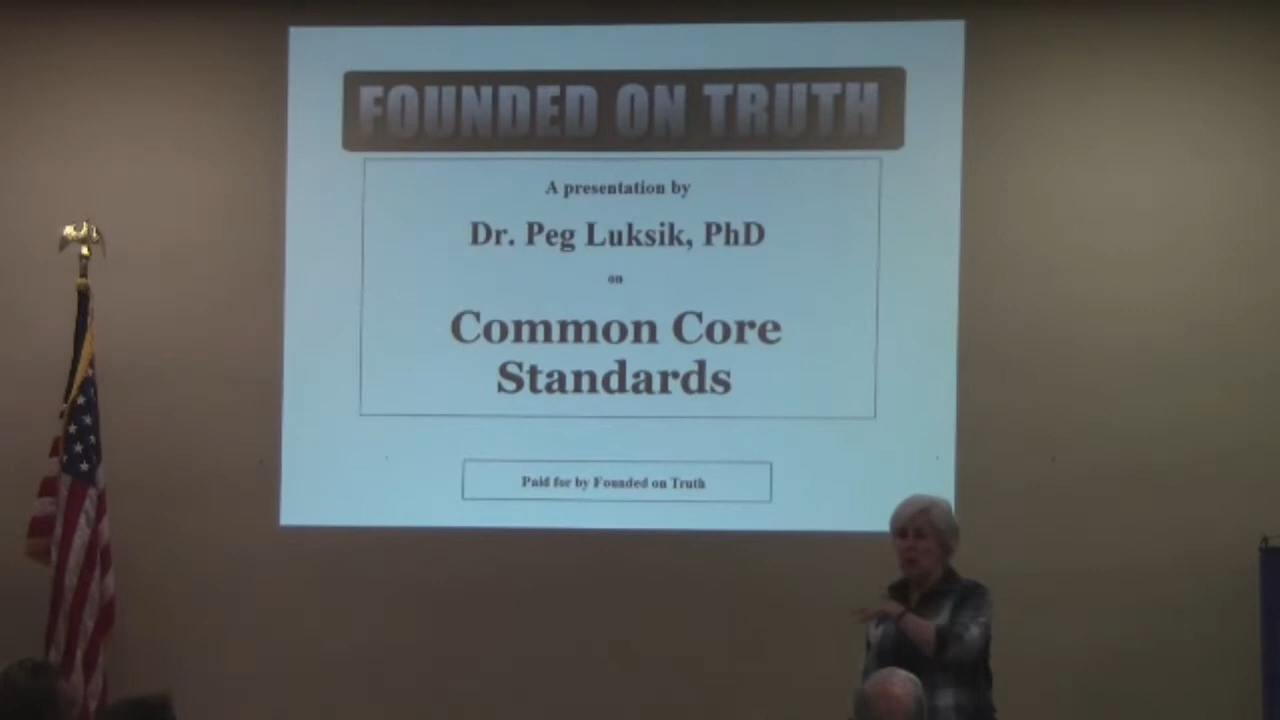 FOUNDED ON TRUTH
A presentation by
Dr. Peg Luksik, PhD
on
Common Core
Standards
Paid for by Founded on Truth